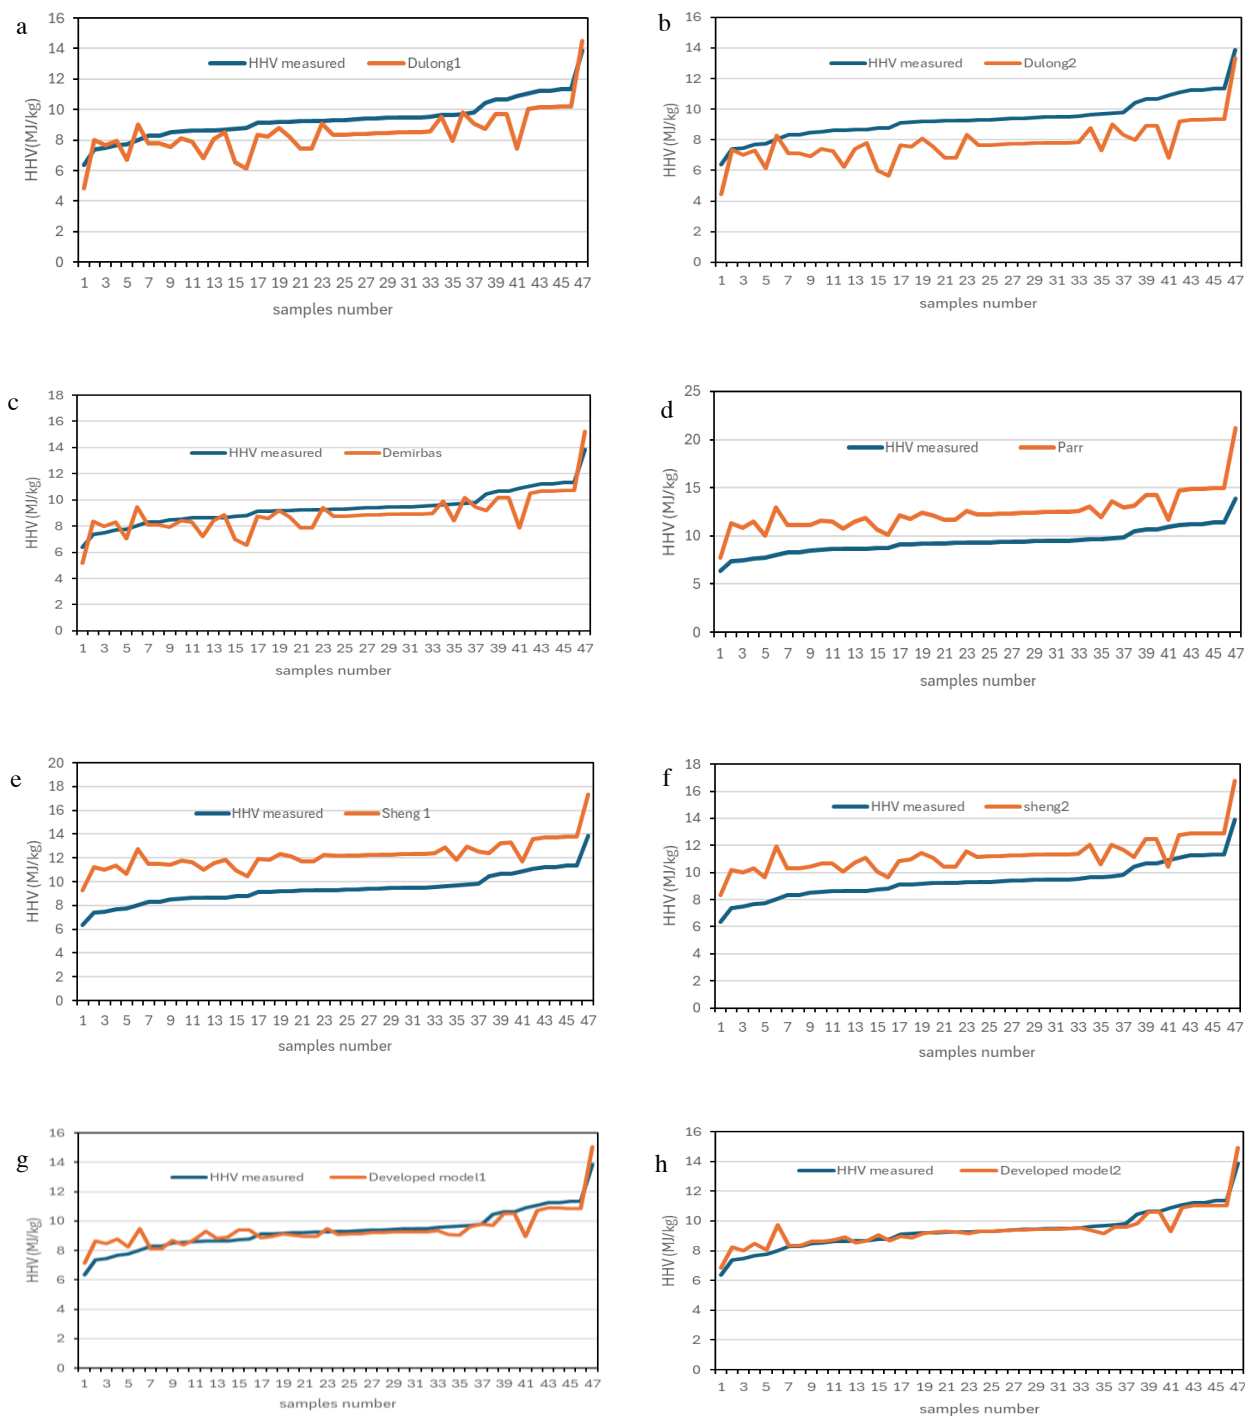 a
16
14
12
10
8
6
4
2
0
HHV(MJ/kg)
HHV measured Dulong1
1 3 5 7 9 11 13 15 17 19 21 23 25 27 29 31 33 35 37 39 41 43 45 47
samples number
b
16
14
12
10
8
6
4
2
0
HHV (MJ/kg)
HHV measured Dulong2
1 3 5 7 9 11 13 15 17 19 21 23 25 27 29 31 33 35 37 39 41 43 45 47
samples number
c
18
16
14
12
10
8
6
4
2
0
HHV (MJ/kg)
HHV measured Demirbas
1 3 5 7 9 11 13 15 17 19 21 23 25 27 29 31 33 35 37 39 41 43 45 47
samples number
d
25
20
15
10
5
0
HHV (MJ/kg)
HHV measured Parr
1 3 5 7 9 11 13 15 17 19 21 23 25 27 29 31 33 35 37 39 41 43 45 47
samples number
e
20
18
16
14
12
10
8
6
4
2
0
HHV (MJ/kg)
HHV measured Sheng 1
1 3 5 7 9 11 13 15 17 19 21 23 25 27 29 31 33 35 37 39 41 43 45 47
samples number
f
18
16
14
12
10
8
6
4
2
0
HHV (MJ/kg)
HHV measured sheng2
1 3 5 7 9 11 13 15 17 19 21 23 25 27 29 31 33 35 37 39 41 43 45 47
samples number
g
16
14
12
10
8
6
4
2
0
HHV (MJ/kg)
HHV measured Developed model1
1 3 5 7 9 11 13 15 17 19 21 23 25 27 29 31 33 35 37 39 41 43 45 47
samples number
h
16
14
12
10
8
6
4
2
0
HHV (MJ/kg)
HHV measured Developed model2
1 3 5 7 9 11 13 15 17 19 21 23 25 27 29 31 33 35 37 39 41 43 45 47
samples number